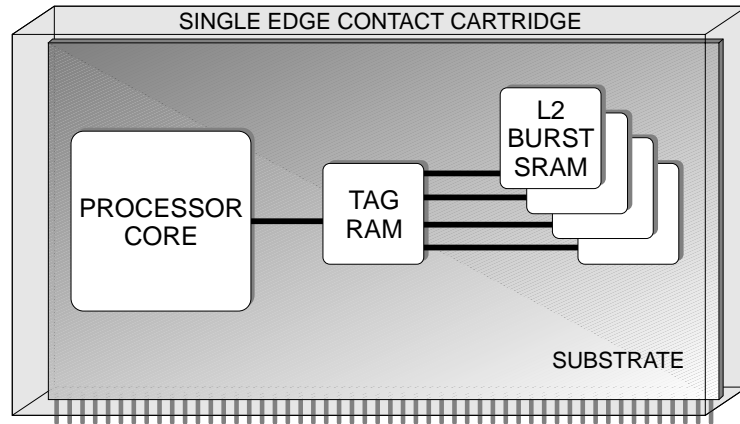 SINGLE EDGE CONTACT CARTRIDGE
L2
BURST
SRAM
PROCESSOR
CORE
TAG
RAM
SUBSTRATE